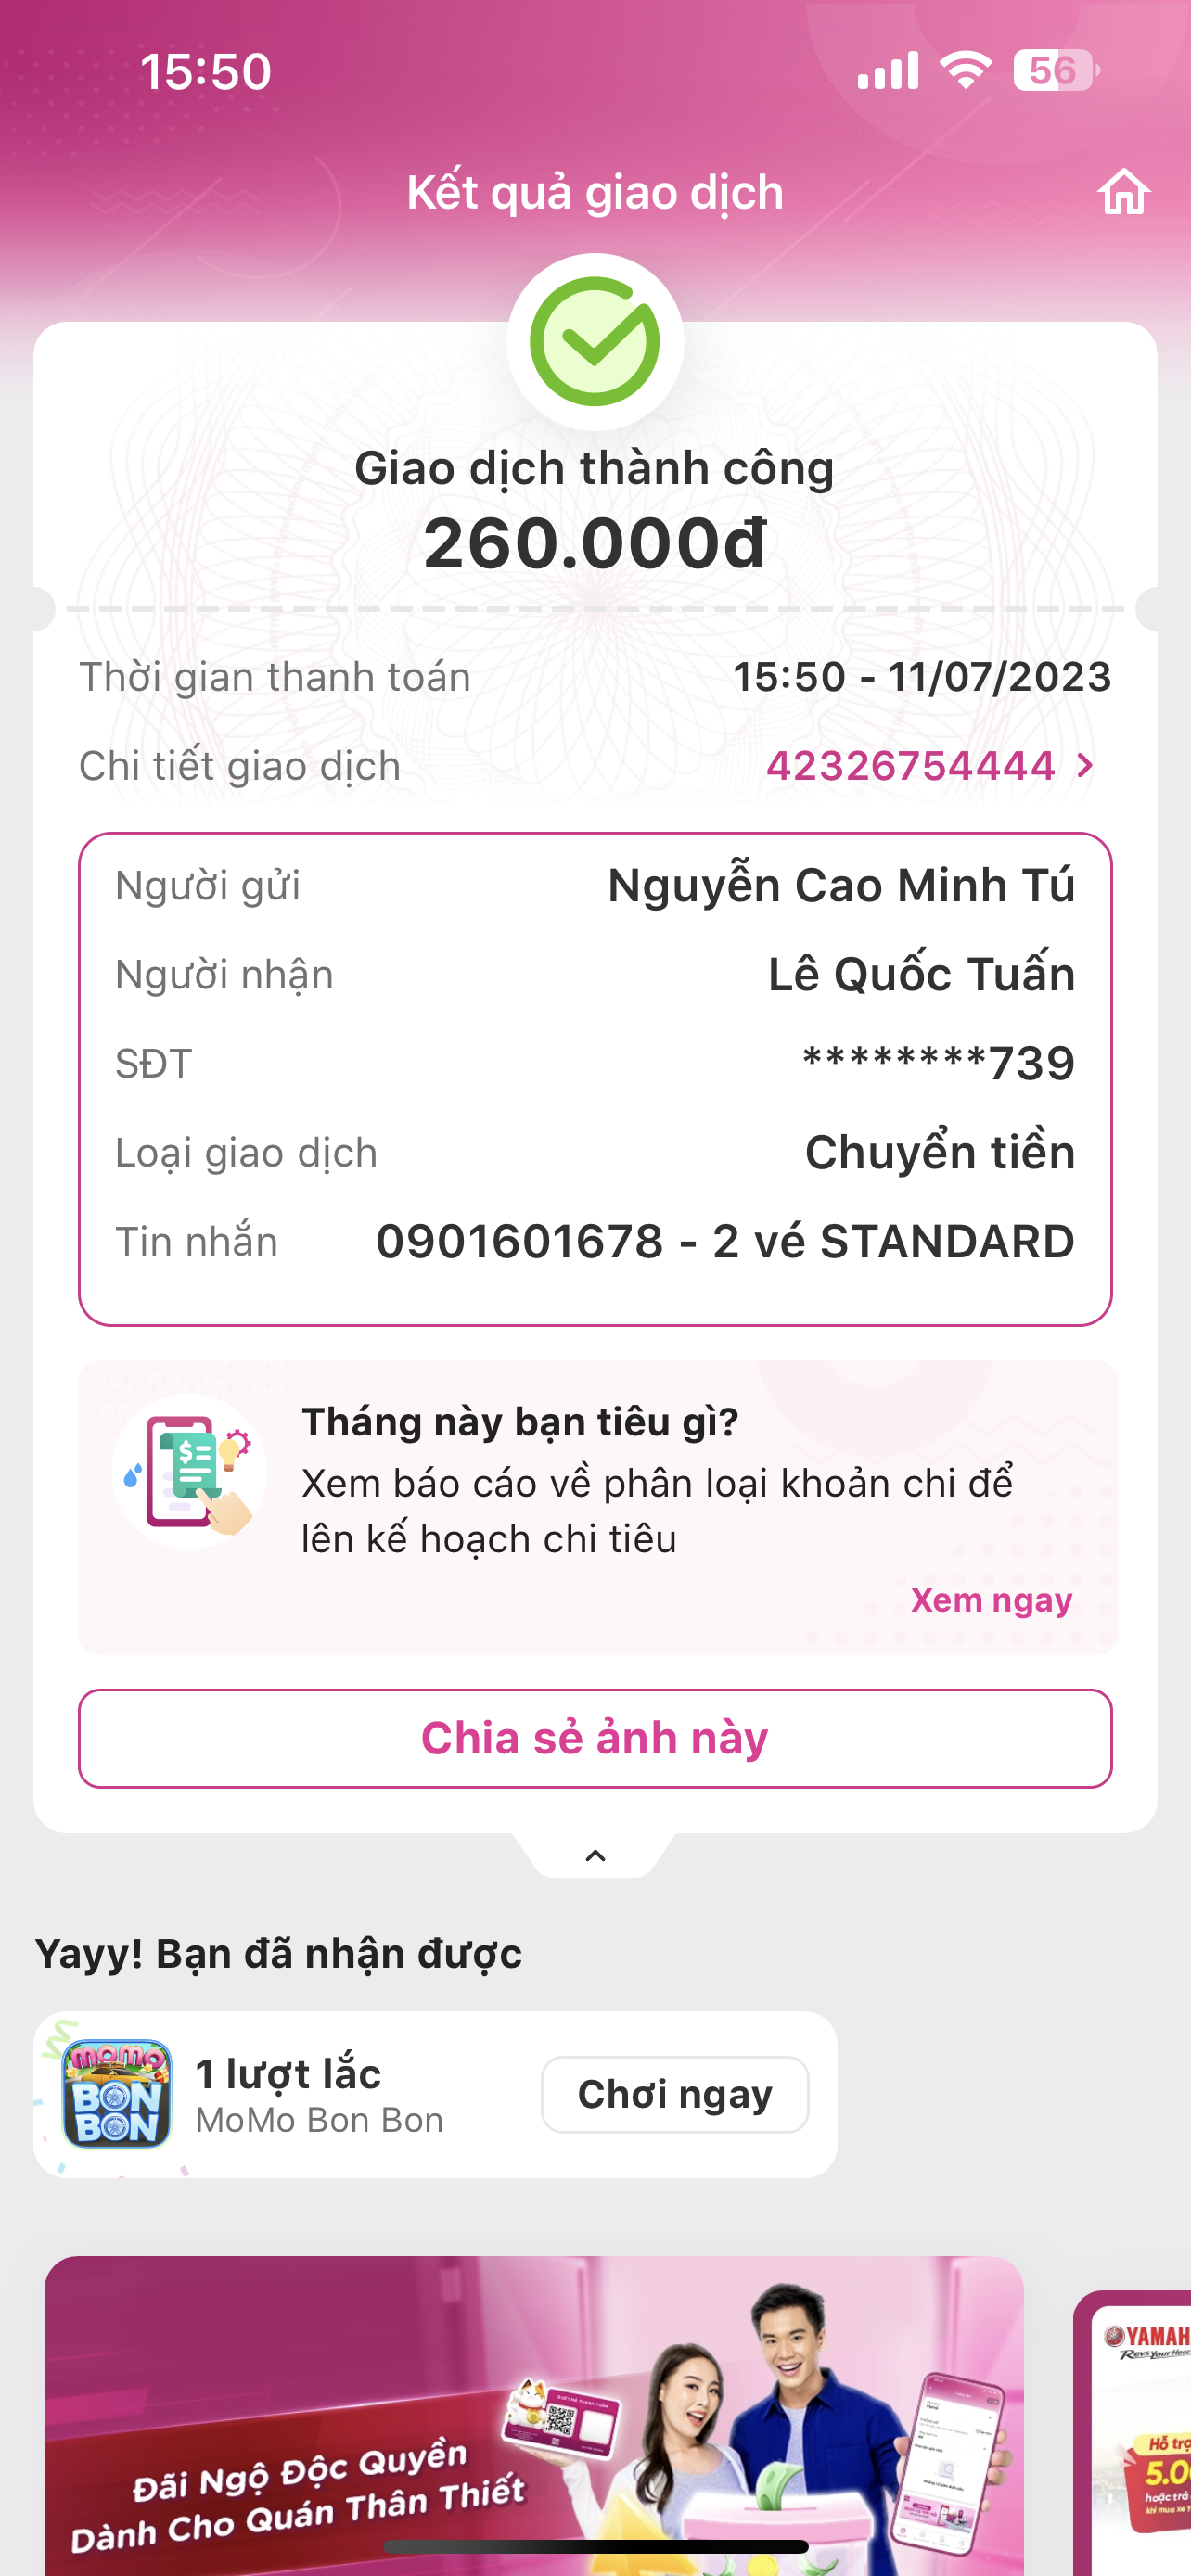 15:50
56
Kết quả giao dịch
Giao dịch thành công
260.000đ
Thời gian thanh toán 15:50 - 11/07/2023
Chi tiết giao dịch 42326754444
Người gửi Nguyễn Cao Minh Tú
Người nhận Lê Quốc Tuấn
SĐT ********739
Loại giao dịch Chuyển tiền
Tin nhắn 0901601678 - 2 vé STANDARD
Tháng này bạn tiêu gì?
Xem báo cáo về phân loại khoản chi để
lên kế hoạch chi tiêu
Xem ngay
Chia sẻ ảnh này
Yayy! Bạn đã nhận được
momo
BON
BON
1 lượt lắc
MoMo Bon Bon
Chơi ngay
Đãi Ngộ Độc Quyền
Dành Cho Quán Thân Thiết
YAMAH
Revs Your Hear
Hỗ trợ
5.0
hoặc trả
khi mua xe Y